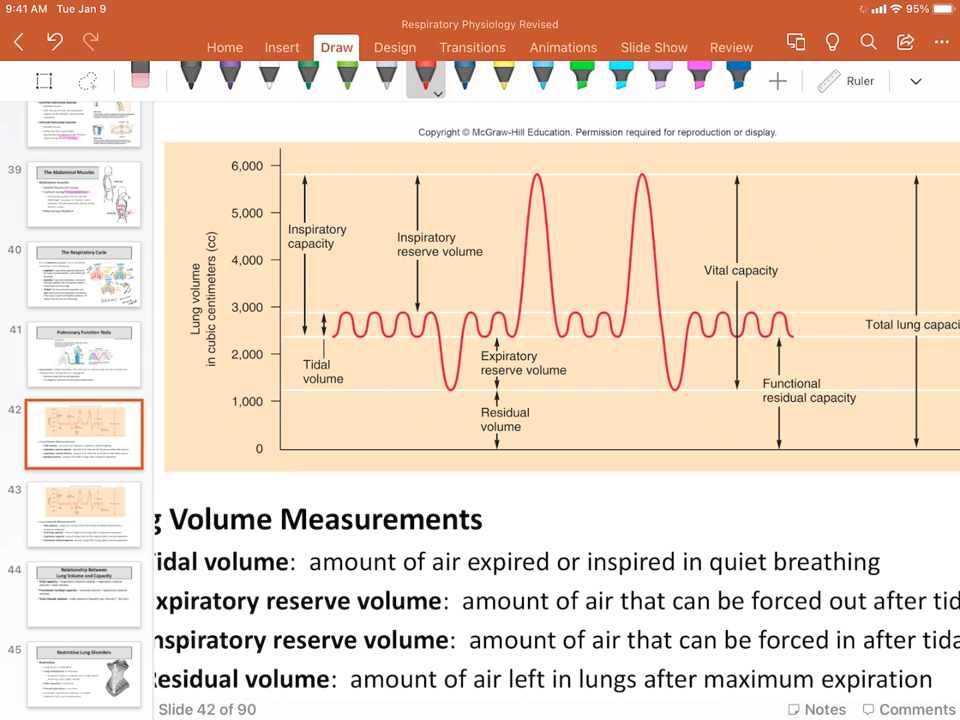 9:41 AM Tue Jan 9
95%
Respiratory Physiology Revised
Home Insert Draw Design Transitions Animations Slide Show Review
Ruler
39
The Abdominal Muscles
40
The Respiratory Cycle
41
Pulmonary Function Tests
42
43
44
Relationship Between
Lung Volume and Capacity
45
Restrictive Lung Disorders
Copyright © McGraw-Hill Education. Permission required for reproduction or display.
Lung volume
in cubic centimeters (cc)
6,000
5,000
4,000
3,000
2,000
1,000
0
Inspiratory
capacity
Inspiratory
reserve volume
Vital capacity
Total lung capaci
Tidal
volume
Expiratory
reserve volume
Functional
residual capacity
Residual
volume
g Volume Measurements
idal volume: amount of air expired or inspired in quiet breathing
xpiratory reserve volume: amount of air that can be forced out after tid
nspiratory reserve volume: amount of air that can be forced in after tida
Residual volume: amount of air left in lungs after maximum expiration
Slide 42 of 90
Notes Comments